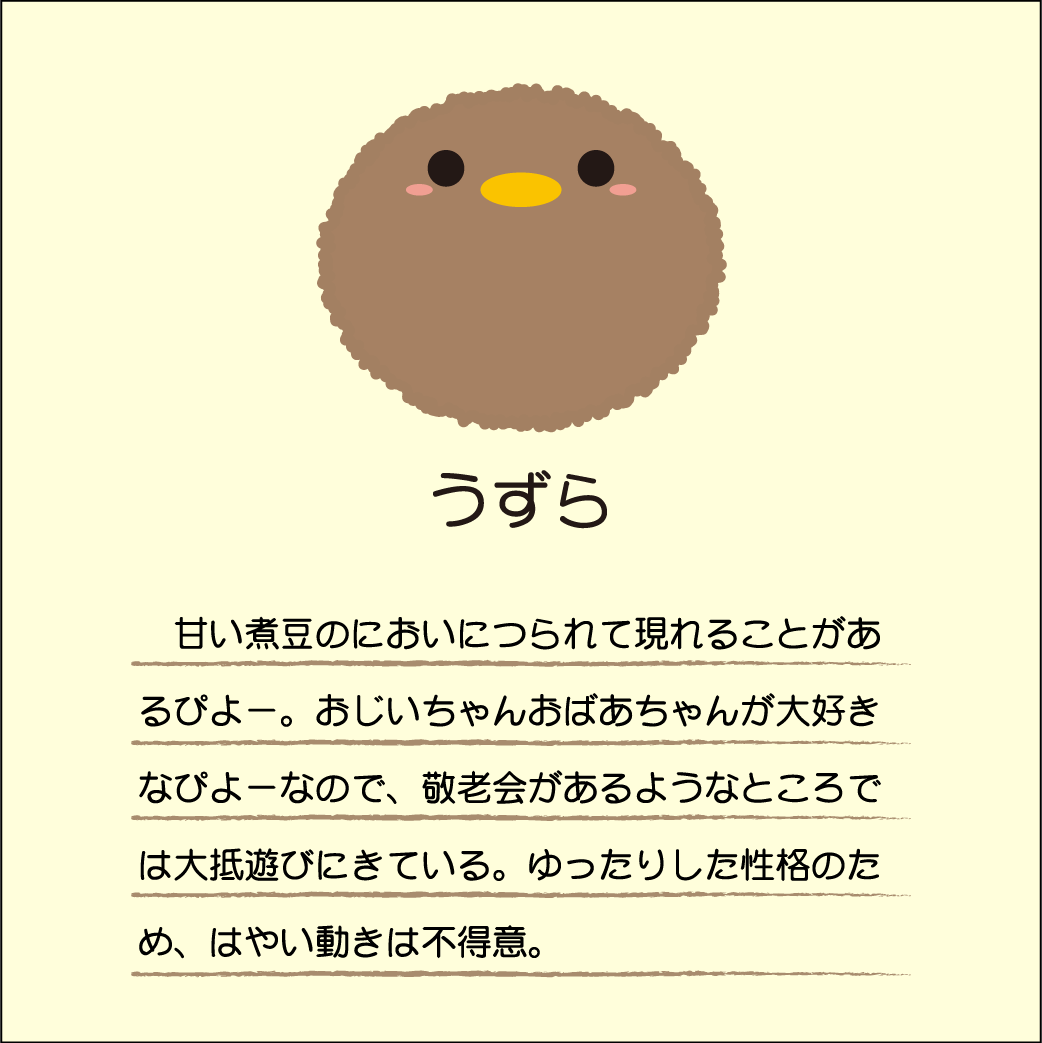 うずら
　甘い煮豆のにおいにつられて現れることがあ
るぴよー。おじいちゃんおばあちゃんが大好き
なぴよーなので、敬老会があるようなところで
は大抵遊びにきている。ゆったりした性格のた
め、はやい動きは不得意。